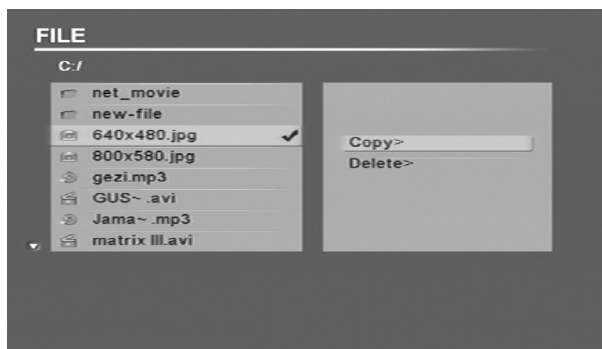 FILE
C:/
net_movie
new-file
640x480.jpg
800x580.jpg
gezi.mp3
GUS~ .avi
Jama~ .mp3
matrix III.avi
Copy>
Delete>